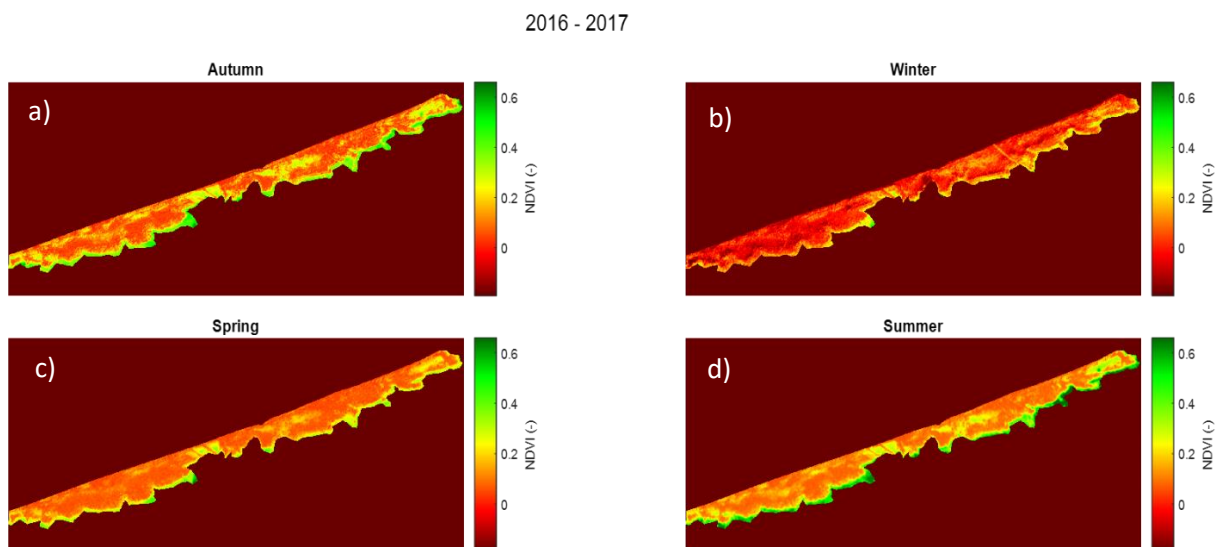 2016 - 2017
Autumn
a)
0.6
0.4
0.2
0
NDVI (-)
Winter
b)
0.6
0.4
0.2
0
NDVI (-)
Spring
c)
0.6
0.4
0.2
0
NDVI (-)
Summer
d)
0.6
0.4
0.2
0
NDVI (-)